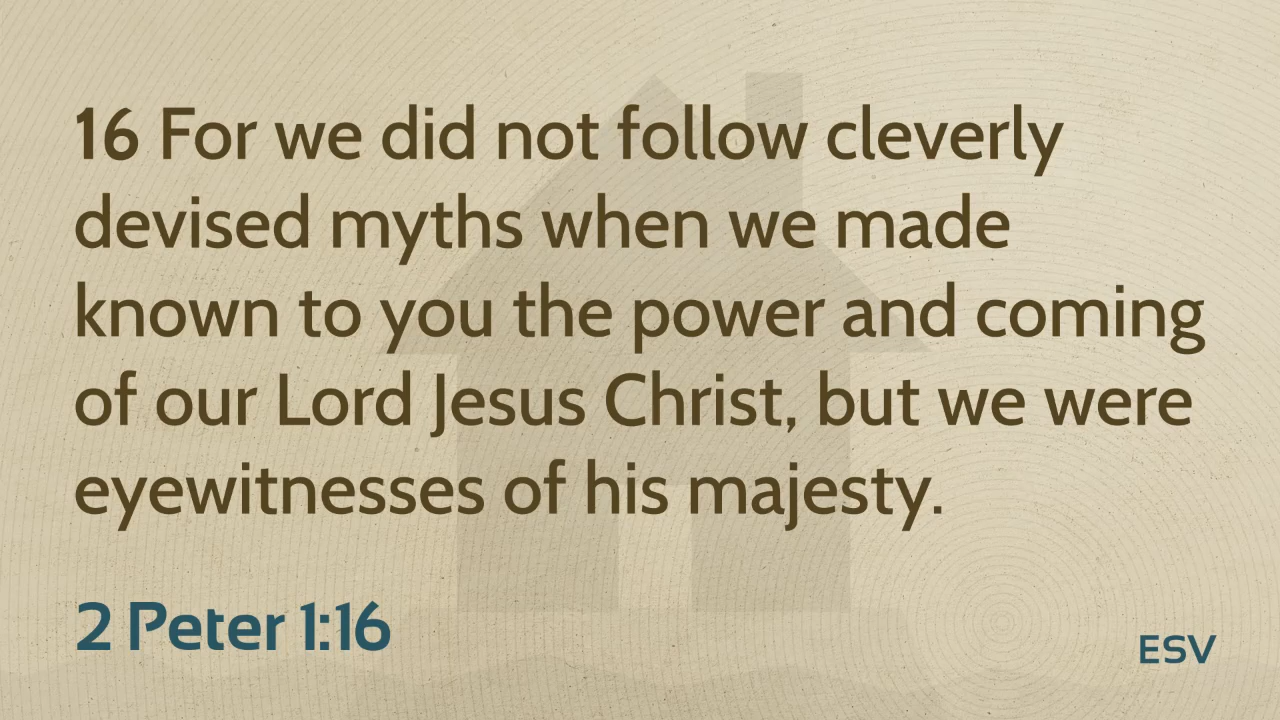 16 For we did not follow cleverly
devised myths when we made
known to you the power and coming
of our Lord Jesus Christ, but we were
eyewitnesses of his majesty.
2 Peter 1:16
ESV